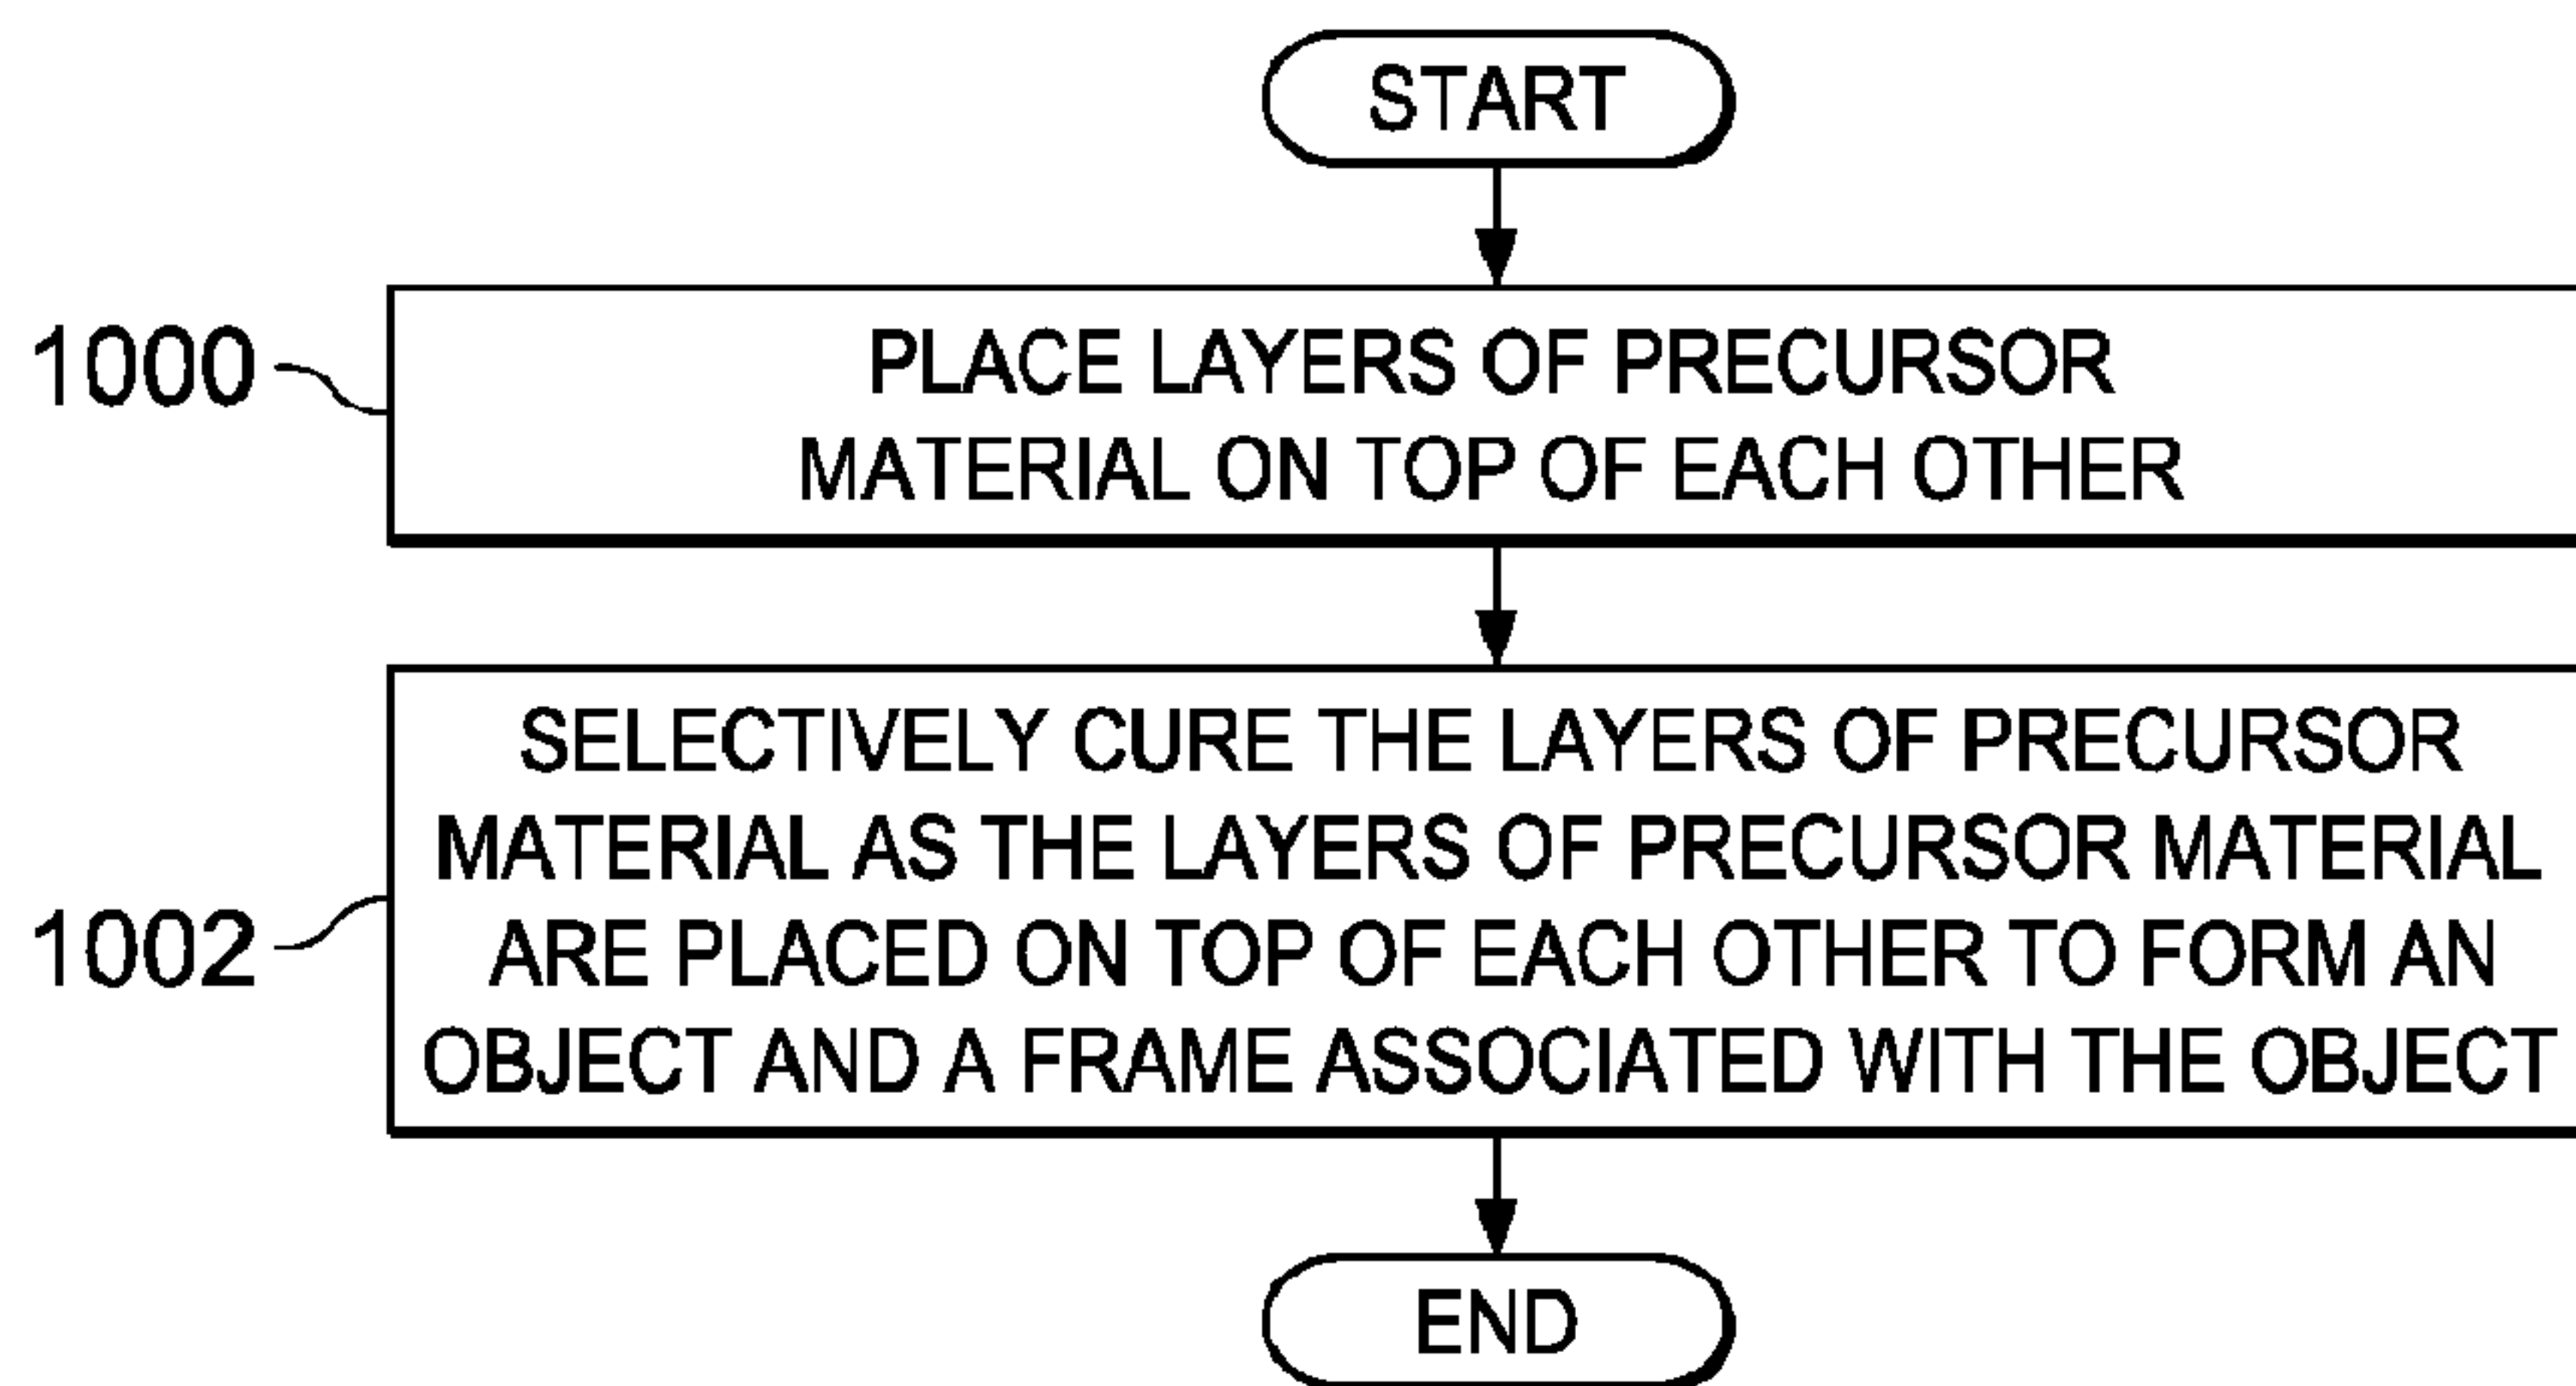 START
1000
PLACE LAYERS OF PRECURSOR
MATERIAL ON TOP OF EACH OTHER
1002
SELECTIVELY CURE THE LAYERS OF PRECURSOR
MATERIAL AS THE LAYERS OF PRECURSOR MATERIAL
ARE PLACED ON TOP OF EACH OTHER TO FORM AN
OBJECT AND A FRAME ASSOCIATED WITH THE OBJECT
END